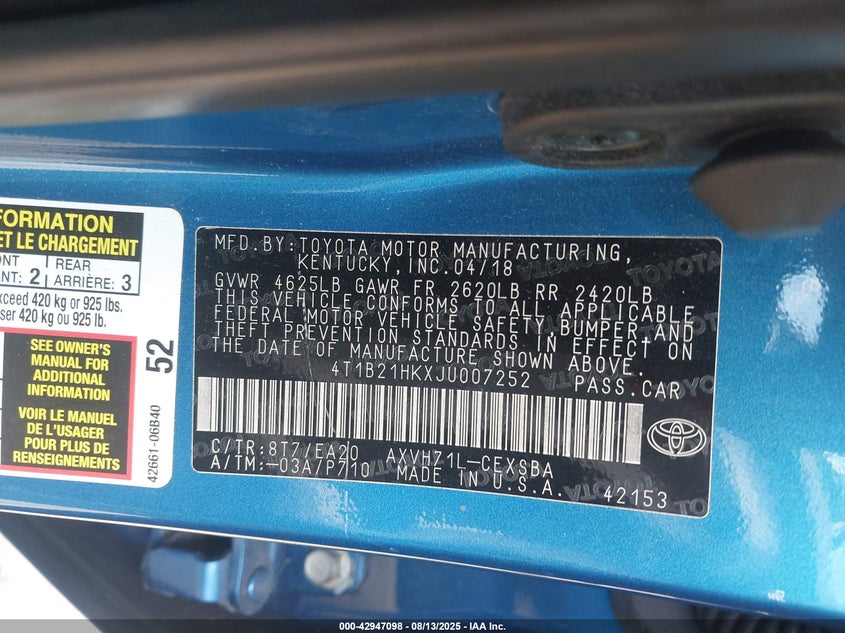 FORMATION
ET LE CHARGEMENT
ONT
ANT: 2
REAR
ARRIÈRE: 3
xceed 420 kg or 925 lbs.
ser 420 kg ou 925 lb.
SEE OWNER'S
MANUAL FOR
ADDITIONAL
INFORMATION
VOIR LE MANUEL
DE L'USAGER
POUR PLUS DE
RENSEIGNEMENTS
52
42661-06B40
MFD.BY:TOYOTA MOTOR MANUFACTURING,
KENTUCKY, INC.04/18
GVWR 4625LB GAWR FR 2620LB RR 2420LB
THIS VEHICLE CONFORMS TO ALL APPLICABLE
FEDERAL MOTOR VEHICLE SAFETY BUMPER,AND
THEFT PREVENTION STANDARDS IN EFFECT ON
THE DATE OF MANUFACTURE SHOWN ABOVE.
4T1B21HKXJU007252 PASS.CAR
C/TR:8T7/EA20 AXVH71L-CEXSBA
A/TM:-03A/P710 MADE IN U.S.A.
42153
000-42947098 - 08/13/2025 - IAA Inc.